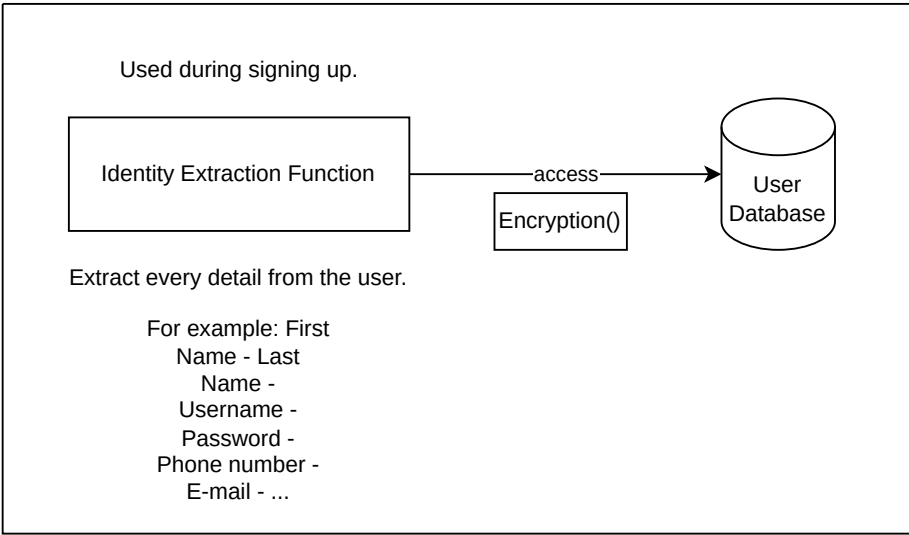 Used during signing up.
Identity Extraction Function
access
User
Database
Encryption()
Extract every detail from the user.
For example: First
Name - Last
Name -
Username -
Password -
Phone number -
E-mail - ...